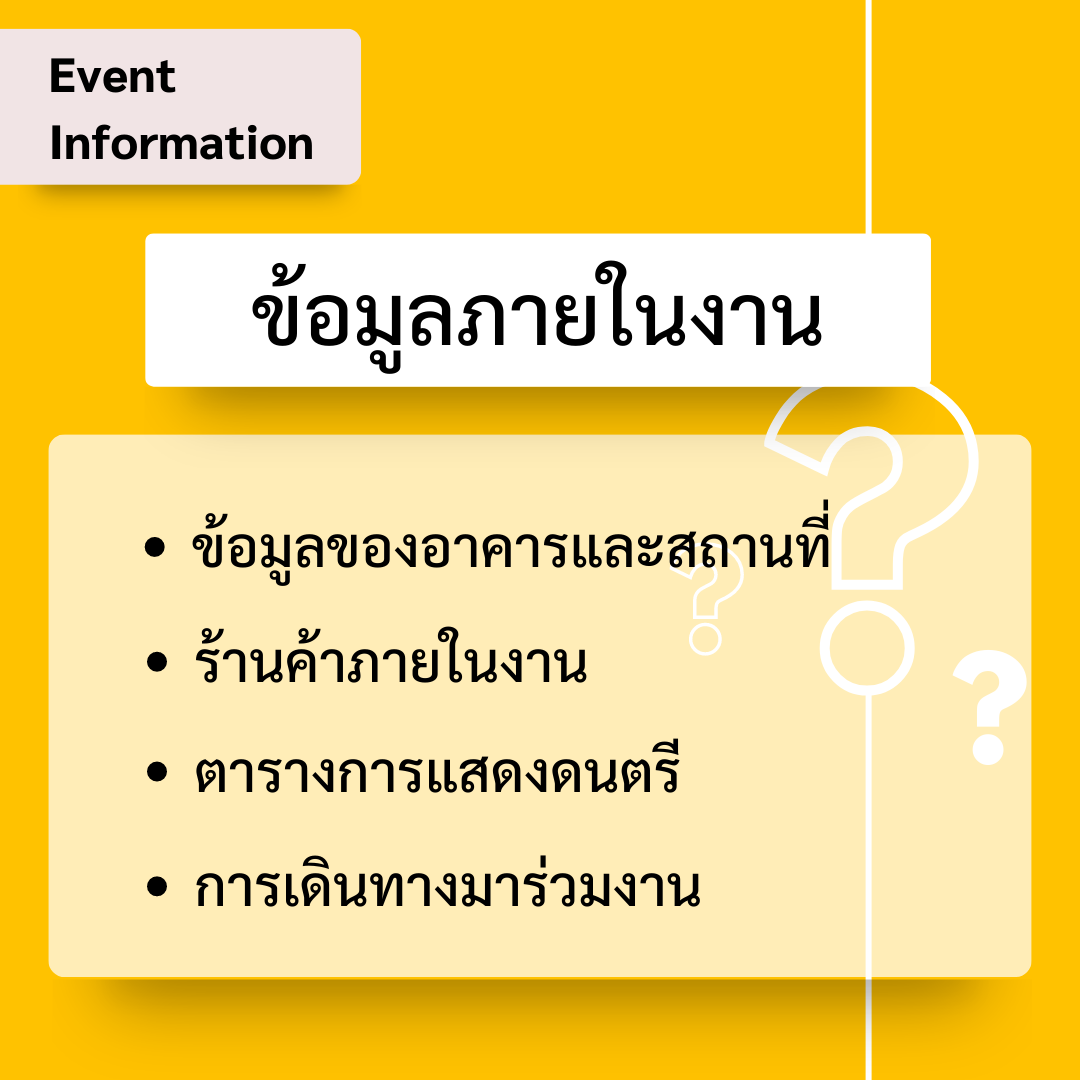 Event
Information
ข้อมูลภายในงาน
• ข้อมูลของอาคารและสถานที่
• ร้านค้าภายในงาน
• ตารางการแสดงดนตรี
• การเดินทางมาร่วมงาน